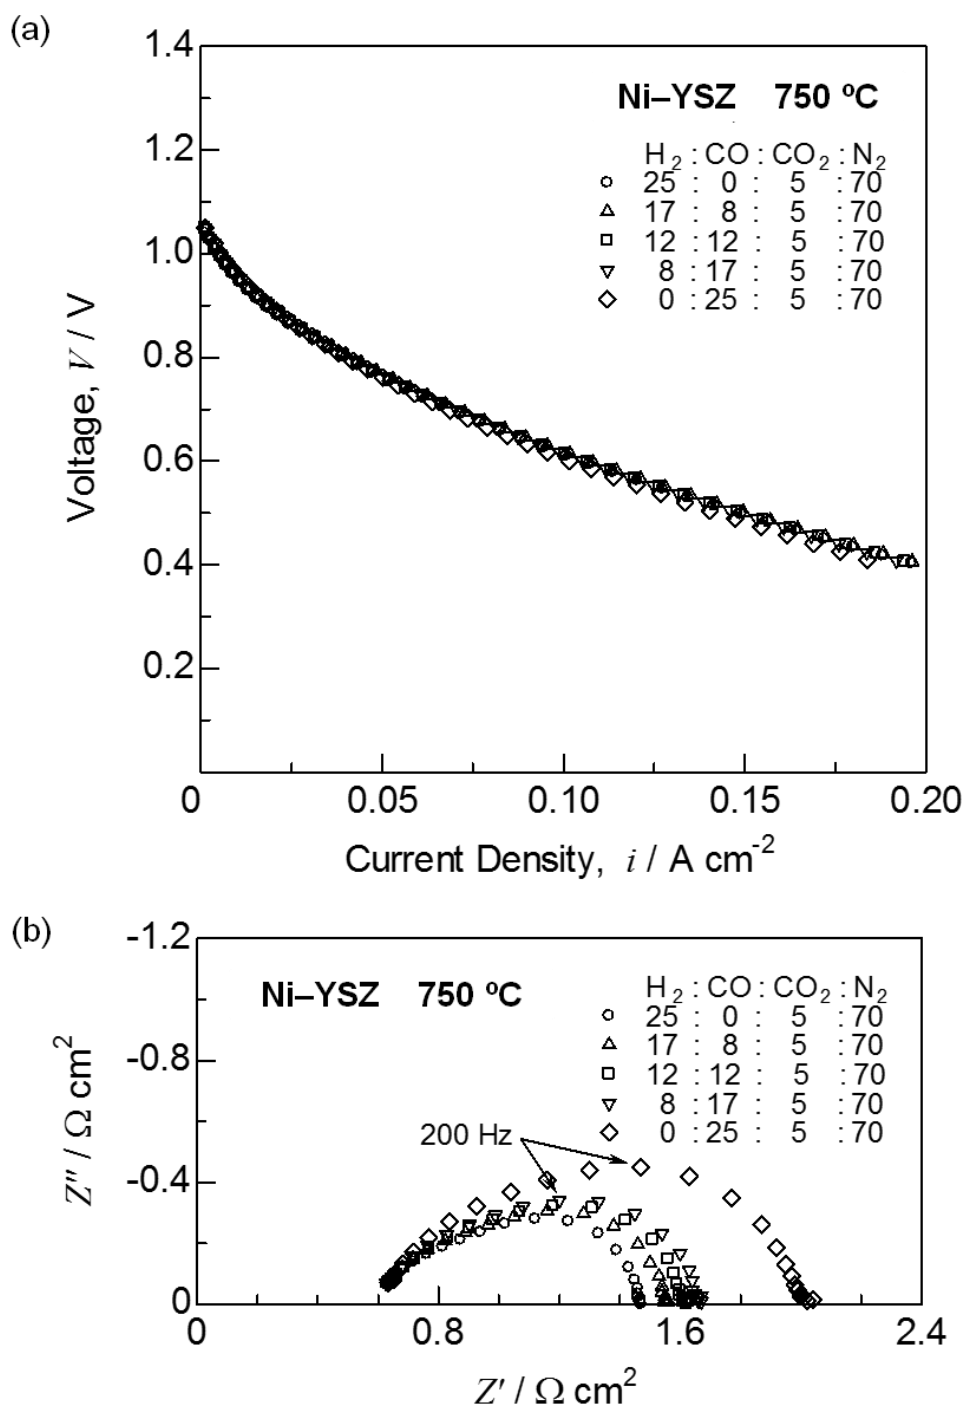 (a)
1.4
1.2
1.0
0.8
0.6
0.4
0.2
0
0.05
0.10
0.15
0.20
Voltage, V / V
Current Density, i / A cm⁻²
Ni–YSZ 750 ºC
H₂ : CO : CO₂ : N₂
25 : 0 : 5 : 70
17 : 8 : 5 : 70
12 : 12 : 5 : 70
8 : 17 : 5 : 70
0 : 25 : 5 : 70
(b)
-1.2
-0.8
-0.4
0
0
0.8
1.6
2.4
Z″ / Ω cm²
Z′ / Ω cm²
Ni–YSZ 750 ºC
H₂ : CO : CO₂ : N₂
25 : 0 : 5 : 70
17 : 8 : 5 : 70
12 : 12 : 5 : 70
8 : 17 : 5 : 70
0 : 25 : 5 : 70
200 Hz